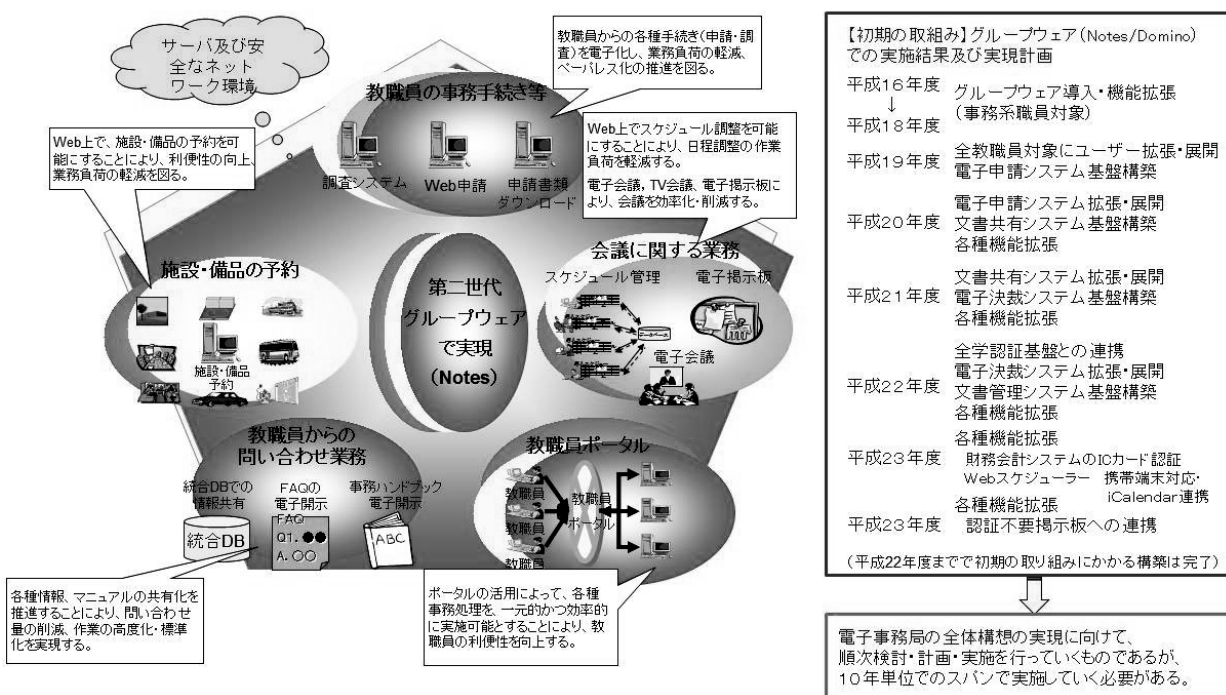 サーバ及び安
全なネット
ワーク環境
教職員からの各種手続き(申請・調
査)を電子化し、業務負荷の軽減、
ペーパレス化の推進を図る。
教職員の事務手続き等
調査システム
Web申請
申請書類
ダウンロード
Web上で、施設・備品の予約を可
能にすることにより、利便性の向上、
業務負荷の軽減を図る。
Web上でスケジュール調整を可能
にすることにより、日程調整の作業
負荷を軽減する。
電子会議，TV会議、電子掲示板に
より、会議を効率化・削減する。
施設・備品の予約
施設・備品
予約
第二世代
グループウェア
で実現
(Notes)
会議に関する業務
スケジュール管理
電子掲示板
データベース
電子会議
教職員からの
問い合わせ業務
統合DBでの
情報共有
FAQの
電子開示
事務ハンドブック
電子開示
統合DB
FAQ
Q1. ●●
A. 〇〇
ABC
教職員ポータル
教職員
教職員
教職員
教職員
教職員
ポータル
各種情報、マニュアルの共有化を
推進することにより、問い合わせ
量の削減、作業の高度化・標準
化を実現する。
ポータルの活用によって、各種
事務処理を、一元的かつ効率的
に実施可能とすることにより、教
職員の利便性を向上する。
【初期の取組み】グループウェア(Notes/Domino)
での実施結果及び実現計画
平成16年度
↓
平成18年度
グループウェア導入・機能拡張
(事務系職員対象)
平成19年度
全教職員対象にユーザー拡張・展開
電子申請システム基盤構築
平成20年度
電子申請システム拡張・展開
文書共有システム基盤構築
各種機能拡張
平成21年度
文書共有システム拡張・展開
電子決裁システム基盤構築
各種機能拡張
平成22年度
全学認証基盤との連携
電子決裁システム拡張・展開
文書管理システム基盤構築
各種機能拡張
平成23年度
各種機能拡張
財務会計システムのICカード認証
Webスケジューラー 携帯端末対応・
iCalendar連携
平成23年度
各種機能拡張
認証不要掲示板への連携
(平成22年度までで初期の取り組みにかかる構築は完了)
電子事務局の全体構想の実現に向けて、
順次検討・計画・実施を行っていくものであるが、
10年単位でのスパンで実施していく必要がある。